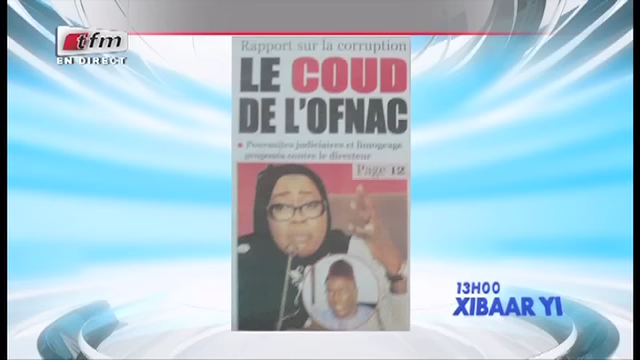 tfm
EN DIRECT
Rapport sur la corruption
LE COUD
DE L'OFNAC
Poursuites judiciaires et limogeage
proposés contre le directeur
Page 12
13H00
XIBAAR YI